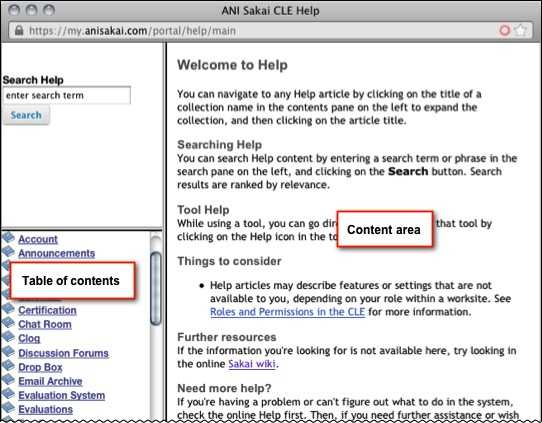 ANI Sakai CLE Help
https://my.anisakai.com/portal/help/main
Search Help
enter search term
Search
Account
Announcements
Table of contents
Certification
Chat Room
Clog
Discussion Forums
Drop Box
Email Archive
Evaluation System
Evaluations
Welcome to Help
You can navigate to any Help article by clicking on the title of a
collection name in the contents pane on the left to expand the
collection, and then clicking on the article title.
Searching Help
You can search Help content by entering a search term or phrase in the
search pane on the left, and clicking on the Search button. Search
results are ranked by relevance.
Tool Help
While using a tool, you can go that tool by
clicking on the Help icon in the
Content area
Things to consider
• Help articles may describe features or settings that are not
available to you, depending on your role within a worksite. See
Roles and Permissions in the CLE for more information.
Further resources
If the information you're looking for is not available here, try looking in
the online Sakai wiki.
Need more help?
If you're having a problem or can't figure out what to do in the system,
check the online Help first. Then, if you need further assistance or wish